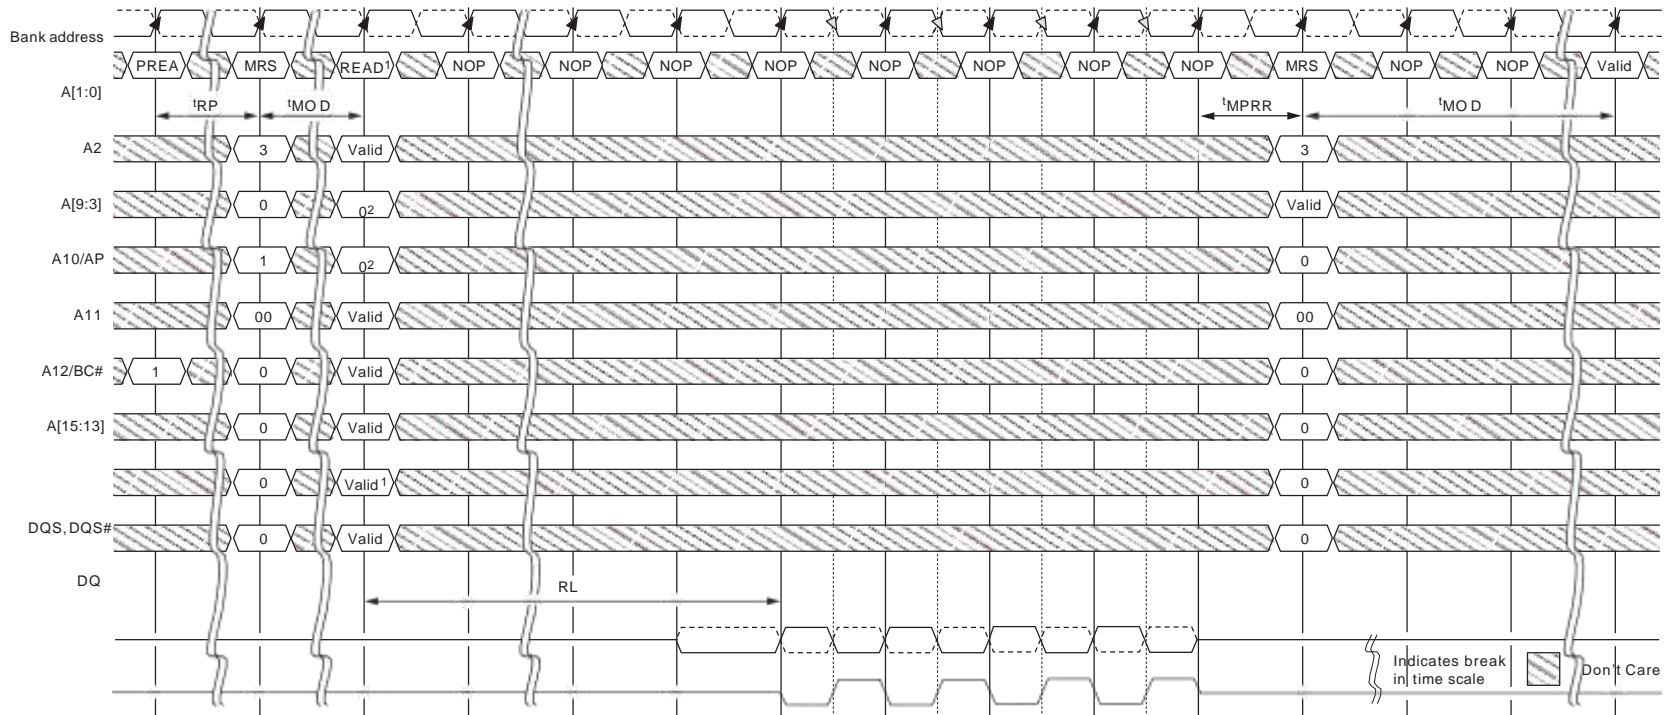 Bank address
PREA MRS READ1 NOP NOP NOP NOP NOP NOP NOP NOP MRS NOP NOP Valid
A[1:0]
tRP tMOD tMPRR tMOD
A2 3 Valid 3
A[9:3] 0 02 Valid
A10/AP 1 02 0
A11 00 Valid 00
A12/BC# 1 0 Valid 0
A[15:13] 0 Valid 0
0 Valid1 0
DQS, DQS# 0 Valid 0
DQ
RL
Indicates break
in time scale
Don't Care